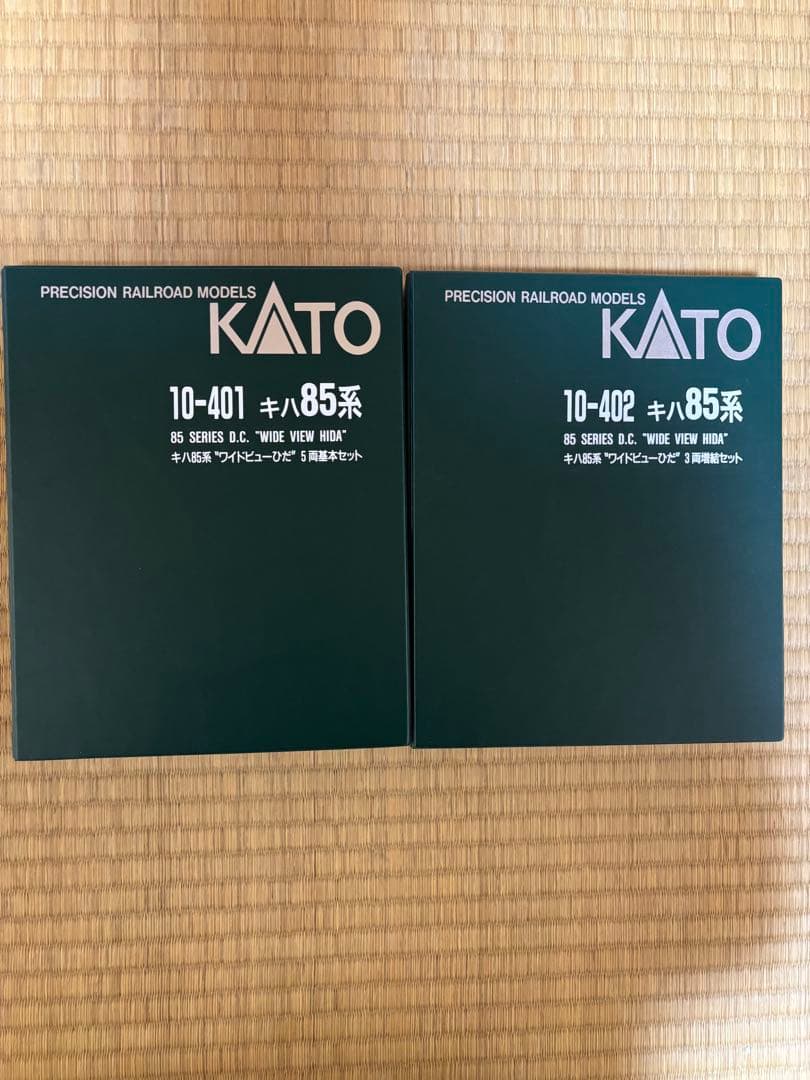 PRECISION RAILROAD MODELS
KATO
10-401 キハ85系
85 SERIES D.C. "WIDE VIEW HIDA"
キハ85系 "ワイドビューひだ" 5両基本セット
PRECISION RAILROAD MODELS
KATO
10-402 キハ85系
85 SERIES D.C. "WIDE VIEW HIDA"
キハ85系 "ワイドビューひだ" 3両増結セット